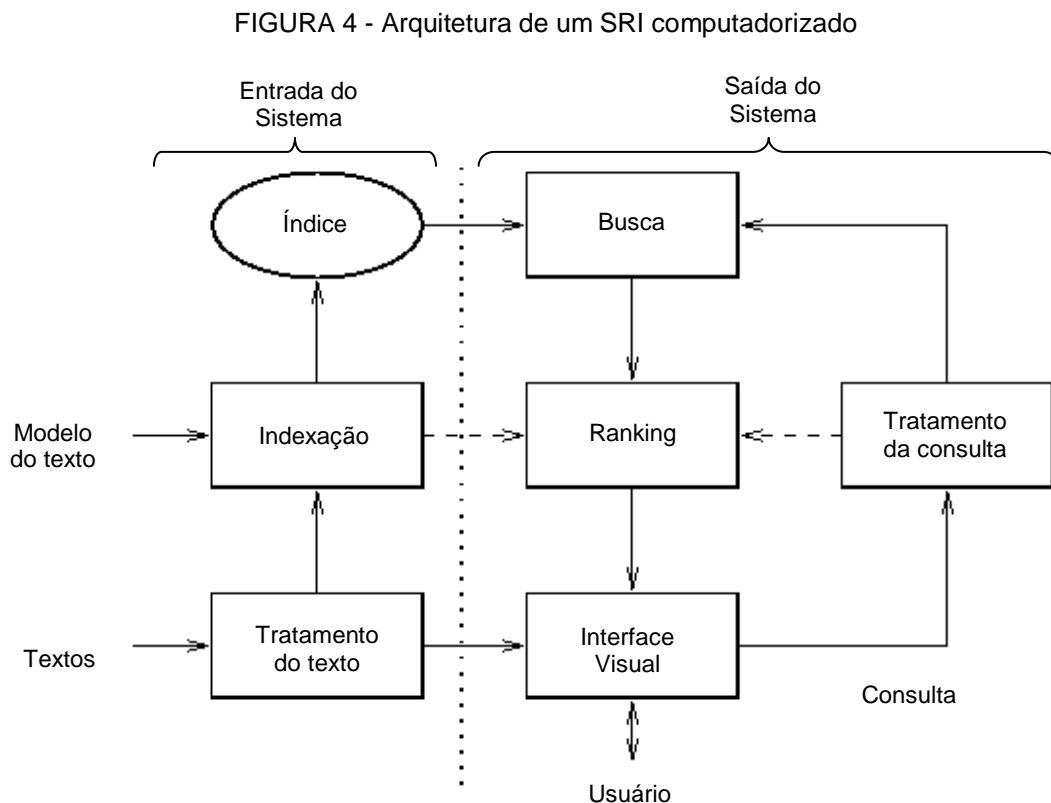 FIGURA 4 - Arquitetura de um SRI computadorizado
Entrada do
Sistema
Saída do
Sistema
Índice
Busca
Modelo
do texto
Indexação
Ranking
Tratamento
da consulta
Textos
Tratamento
do texto
Interface
Visual
Consulta
Usuário